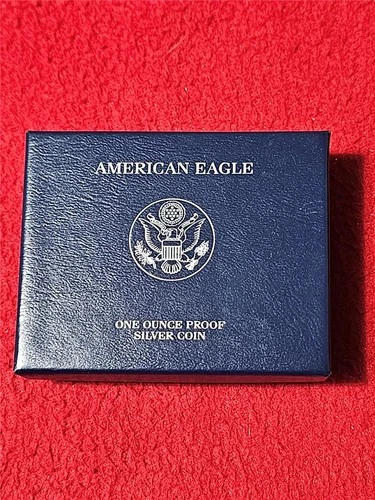 AMERICAN EAGLE
ONE OUNCE PROOF
SILVER COIN